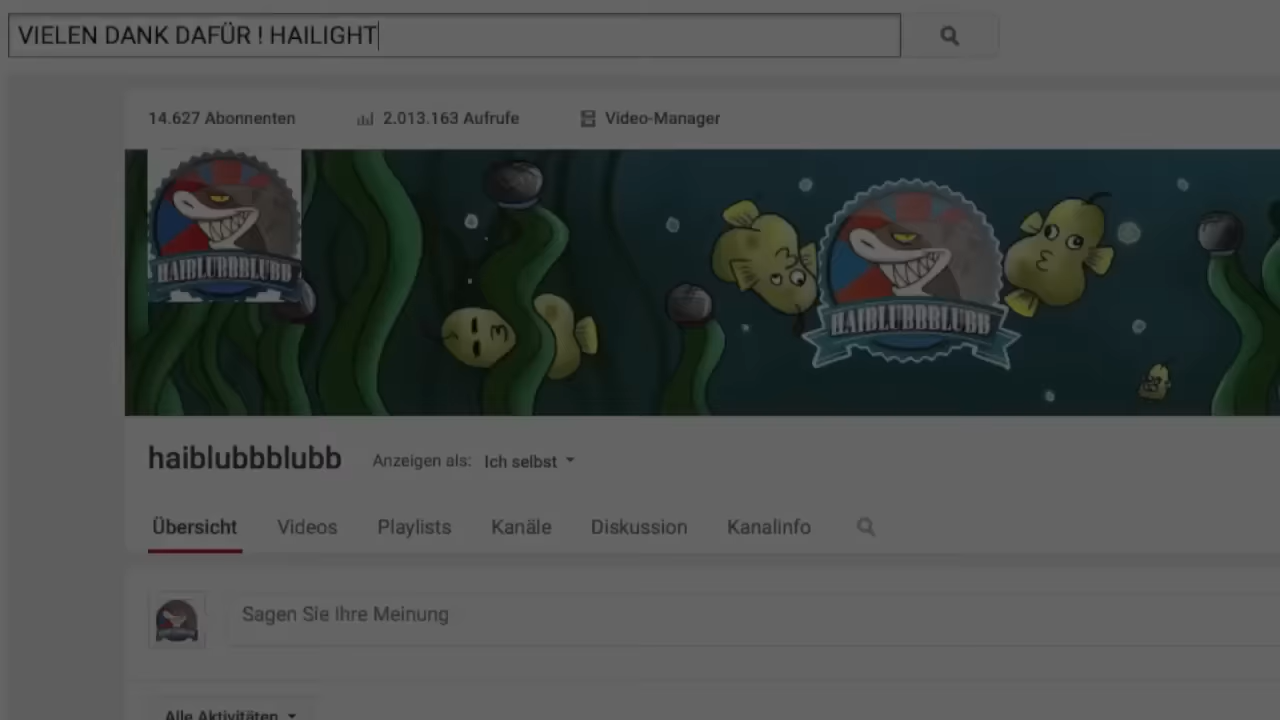 VIELEN DANK DAFÜR ! HAILIGHT
14.627 Abonnenten 2.013.163 Aufrufe Video-Manager
HAIBLUBBBLUBB
HAIBLUBBBLUBB
haiblubbblubb Anzeigen als: Ich selbst
Übersicht Videos Playlists Kanäle Diskussion Kanalinfo
Sagen Sie Ihre Meinung
Alle Aktivitäten